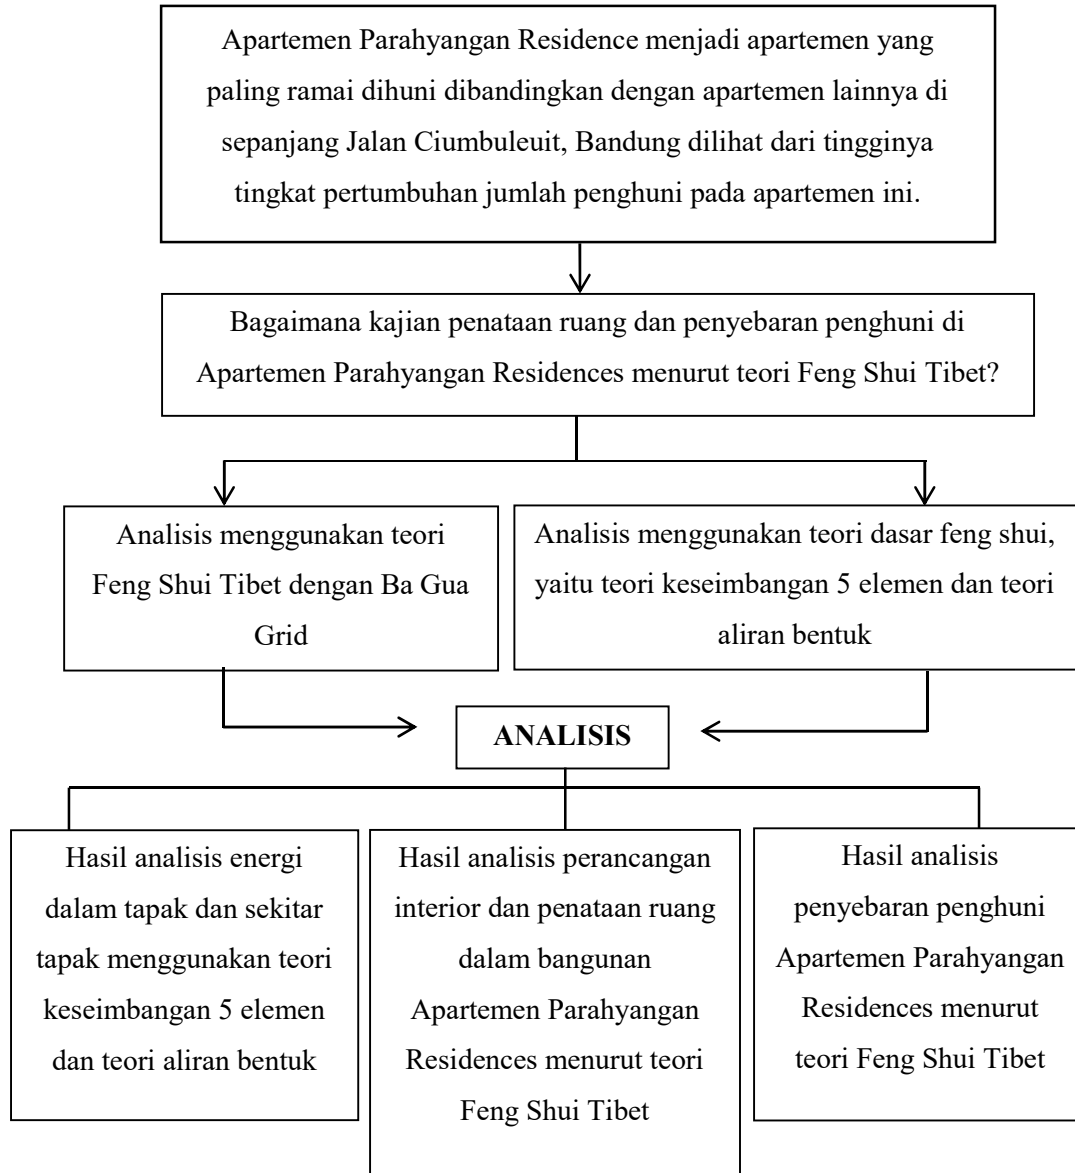 Apartemen Parahyangan Residence menjadi apartemen yang
paling ramai dihuni dibandingkan dengan apartemen lainnya di
sepanjang Jalan Ciumbuleuit, Bandung dilihat dari tingginya
tingkat pertumbuhan jumlah penghuni pada apartemen ini.
Bagaimana kajian penataan ruang dan penyebaran penghuni di
Apartemen Parahyangan Residences menurut teori Feng Shui Tibet?
Analisis menggunakan teori
Feng Shui Tibet dengan Ba Gua
Grid
Analisis menggunakan teori dasar feng shui,
yaitu teori keseimbangan 5 elemen dan teori
aliran bentuk
ANALISIS
Hasil analisis energi
dalam tapak dan sekitar
tapak menggunakan teori
keseimbangan 5 elemen
dan teori aliran bentuk
Hasil analisis perancangan
interior dan penataan ruang
dalam bangunan
Apartemen Parahyangan
Residences menurut teori
Feng Shui Tibet
Hasil analisis
penyebaran penghuni
Apartemen Parahyangan
Residences menurut
teori Feng Shui Tibet